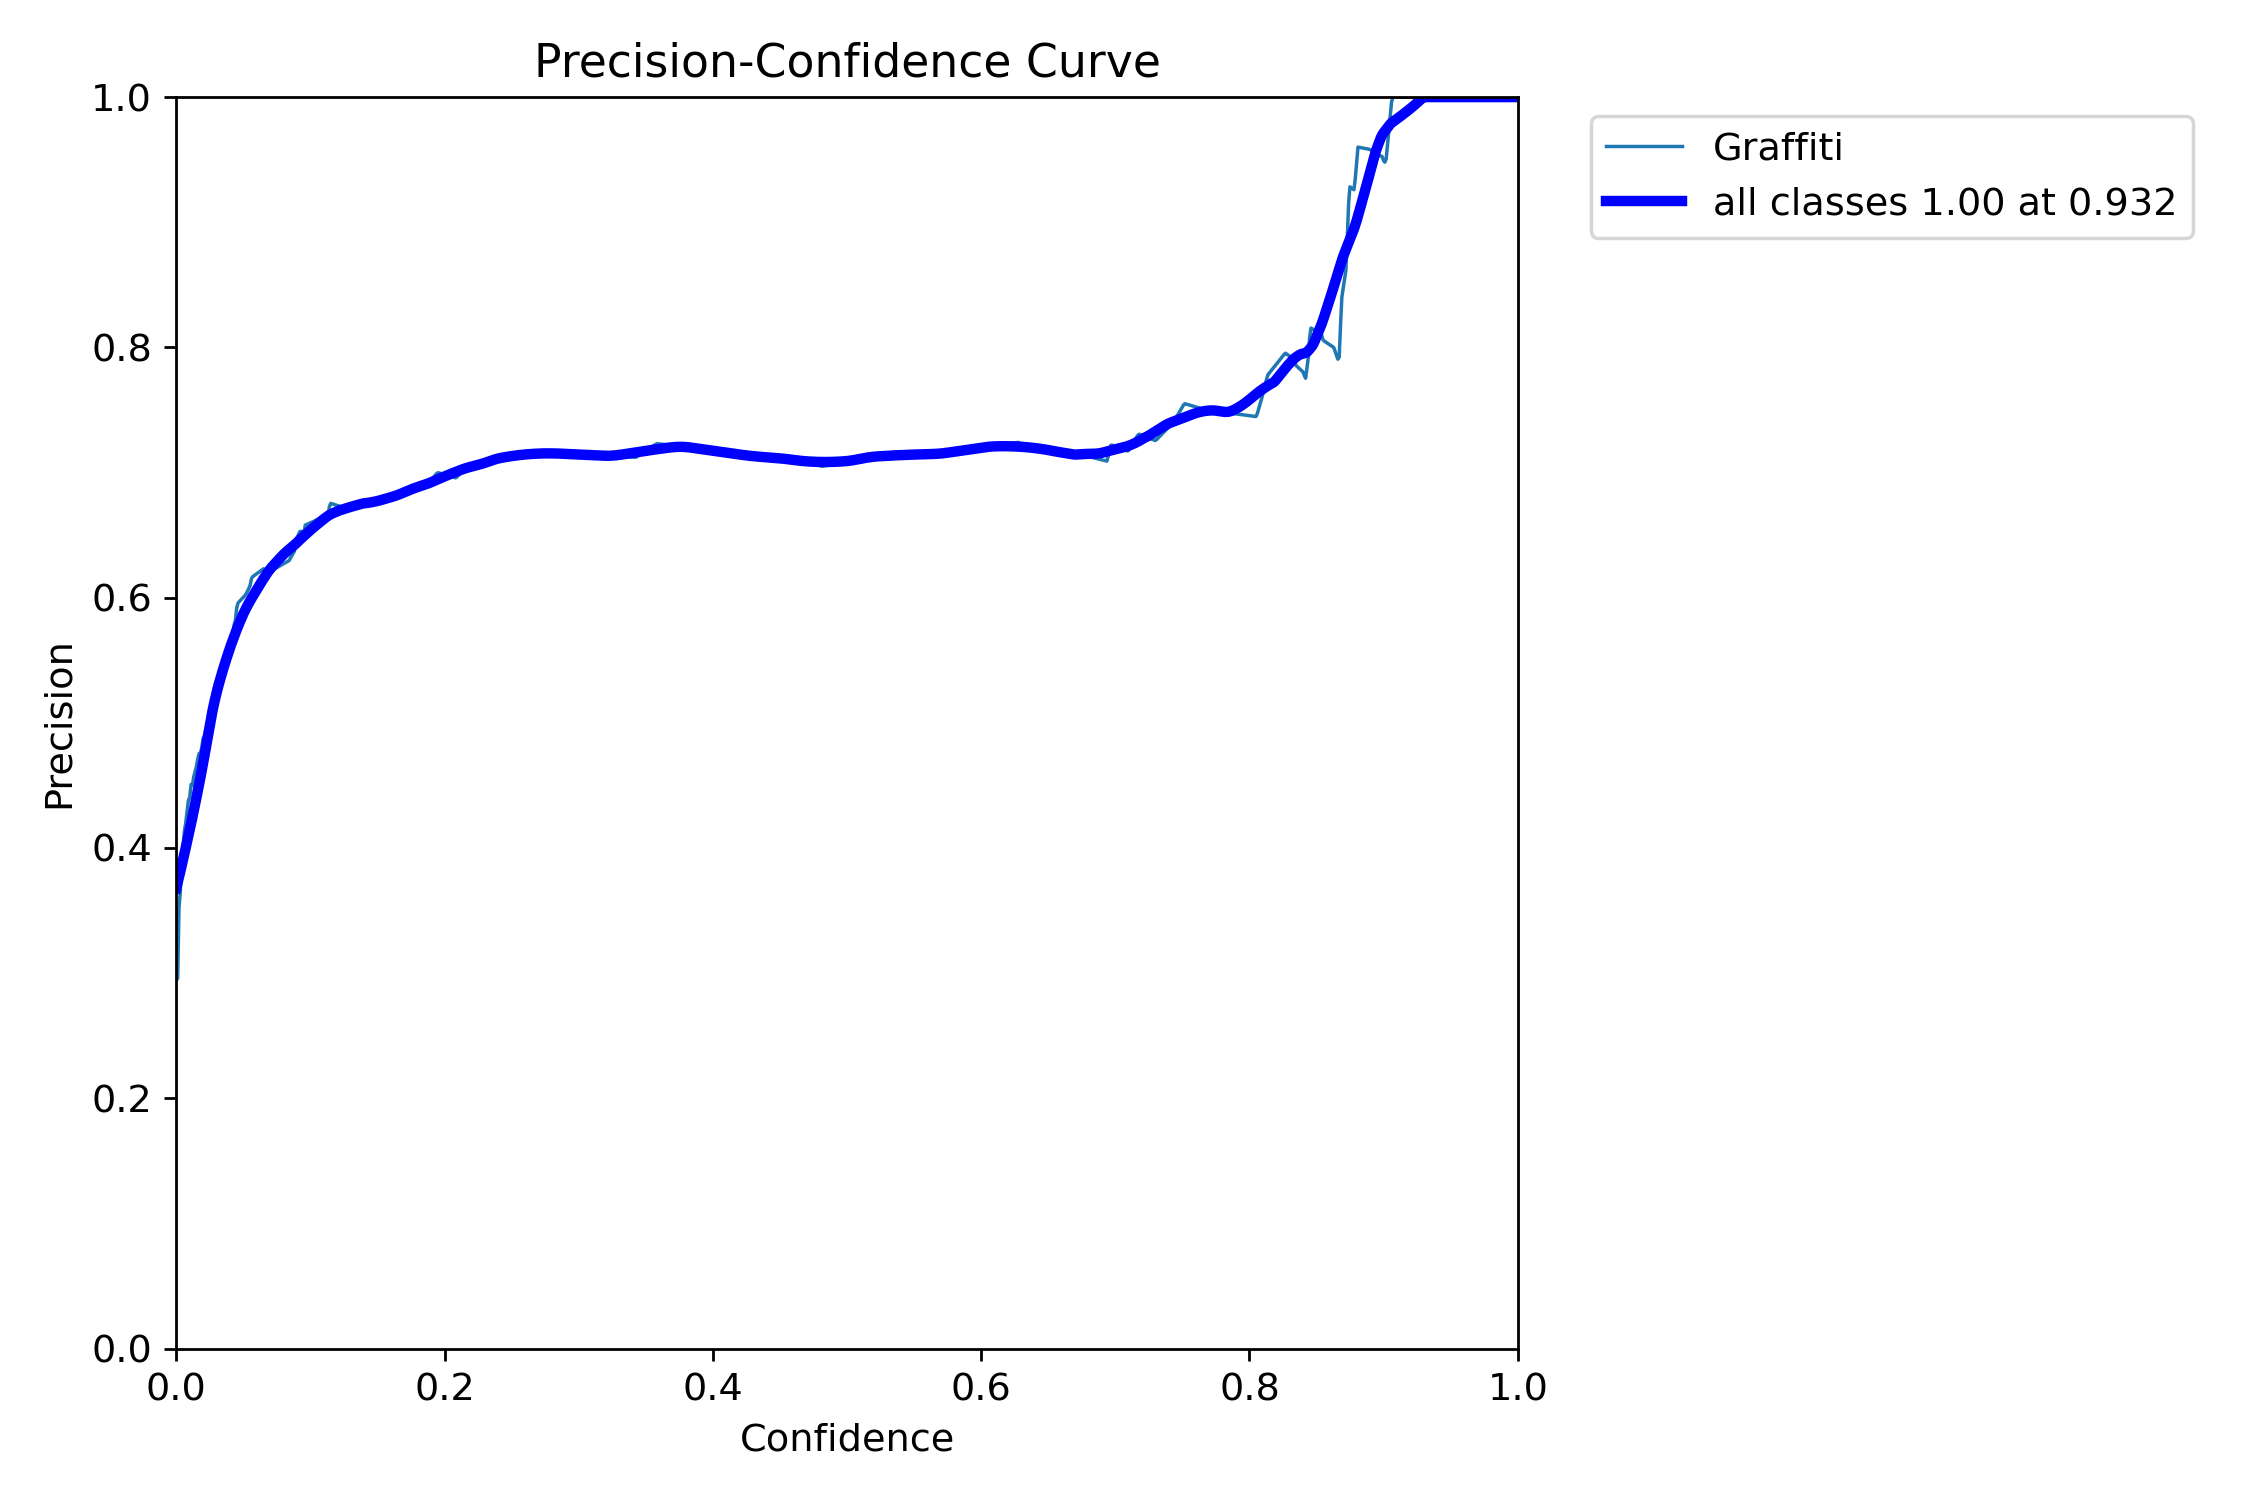 Precision-Confidence Curve
1.0
0.8
0.6
0.4
0.2
0.0
Precision
0.0 0.2 0.4 0.6 0.8 1.0
Confidence
Graffiti
all classes 1.00 at 0.932